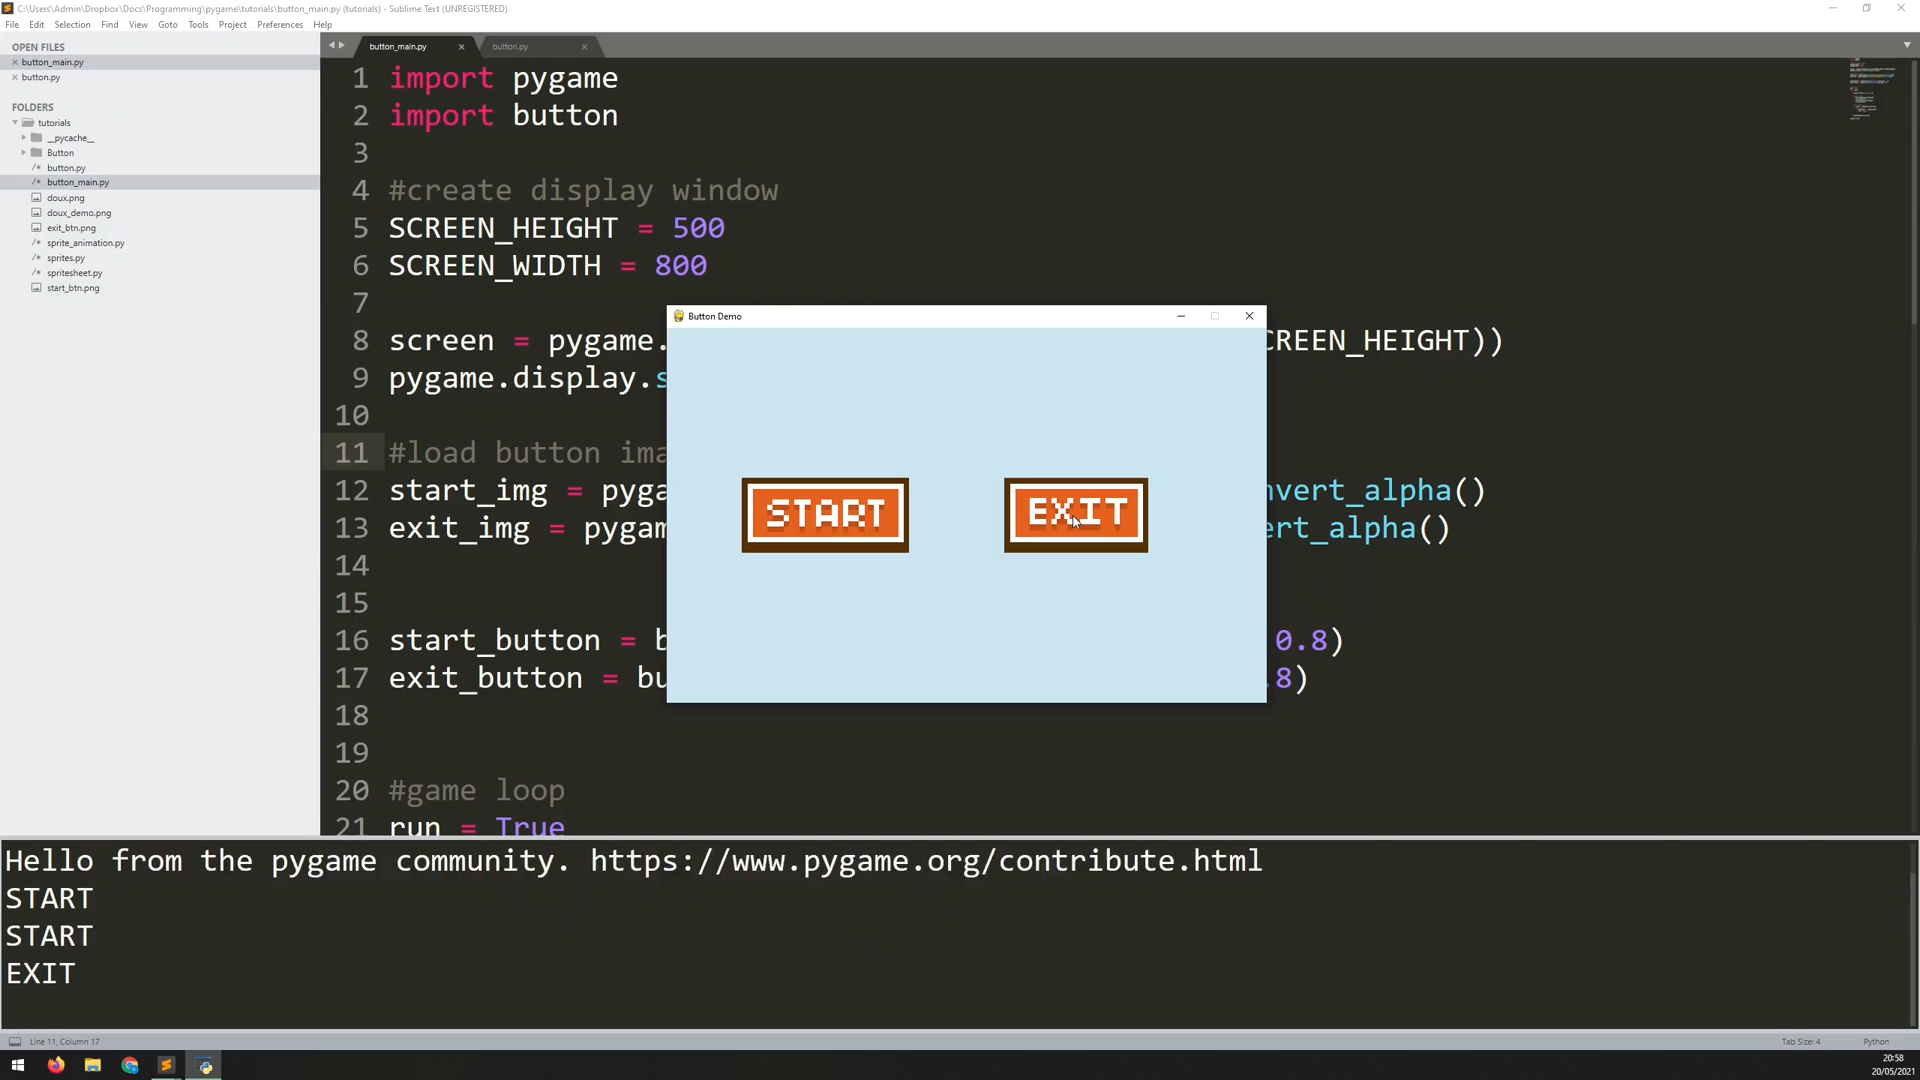 C:\Users\Admin\Dropbox\Docs\Programming\pygame\tutorials\button_main.py (tutorials) - Sublime Text (UNREGISTERED)
File Edit Selection Find View Goto Tools Project Preferences Help
OPEN FILES
button_main.py
button.py
FOLDERS
tutorials
__pycache__
Button
button.py
button_main.py
doux.png
doux_demo.png
exit_btn.png
sprite_animation.py
sprites.py
spritesheet.py
start_btn.png
button_main.py button.py
1 import pygame
2 import button
3
4 #create display window
5 SCREEN_HEIGHT = 500
6 SCREEN_WIDTH = 800
7
8 screen = pygame. CREEN_HEIGHT))
9 pygame.display.s
10
11 #load button ima
12 start_img = pyga nvert_alpha()
13 exit_img = pygam ert_alpha()
14
15
16 start_button = b 0.8)
17 exit_button = bu .8)
18
19
20 #game loop
21 run = True
Button Demo
START EXIT
Hello from the pygame community. https://www.pygame.org/contribute.html
START
START
EXIT
Line 11, Column 17 Tab Size: 4 Python
20:58
20/05/2021